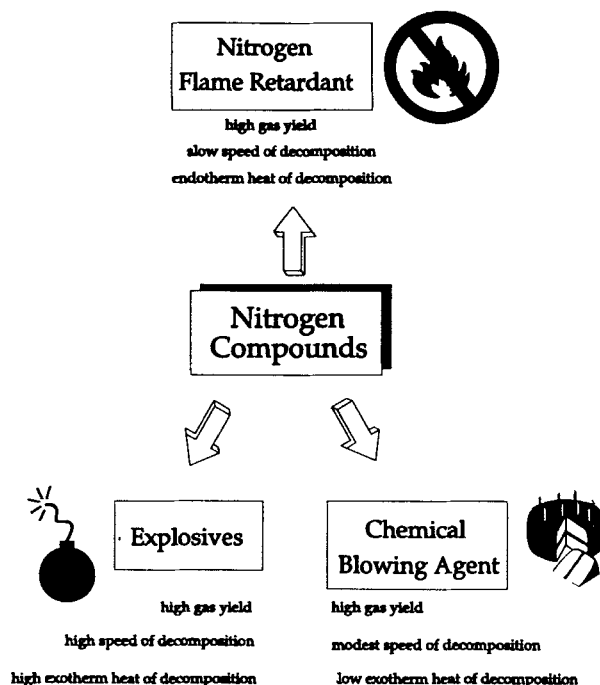 Nitrogen
Flame Retardant
high gas yield
slow speed of decomposition
endotherm heat of decomposition
Nitrogen
Compounds
Explosives
high gas yield
high speed of decomposition
high exotherm heat of decomposition
Chemical
Blowing Agent
high gas yield
modest speed of decomposition
low exotherm heat of decomposition